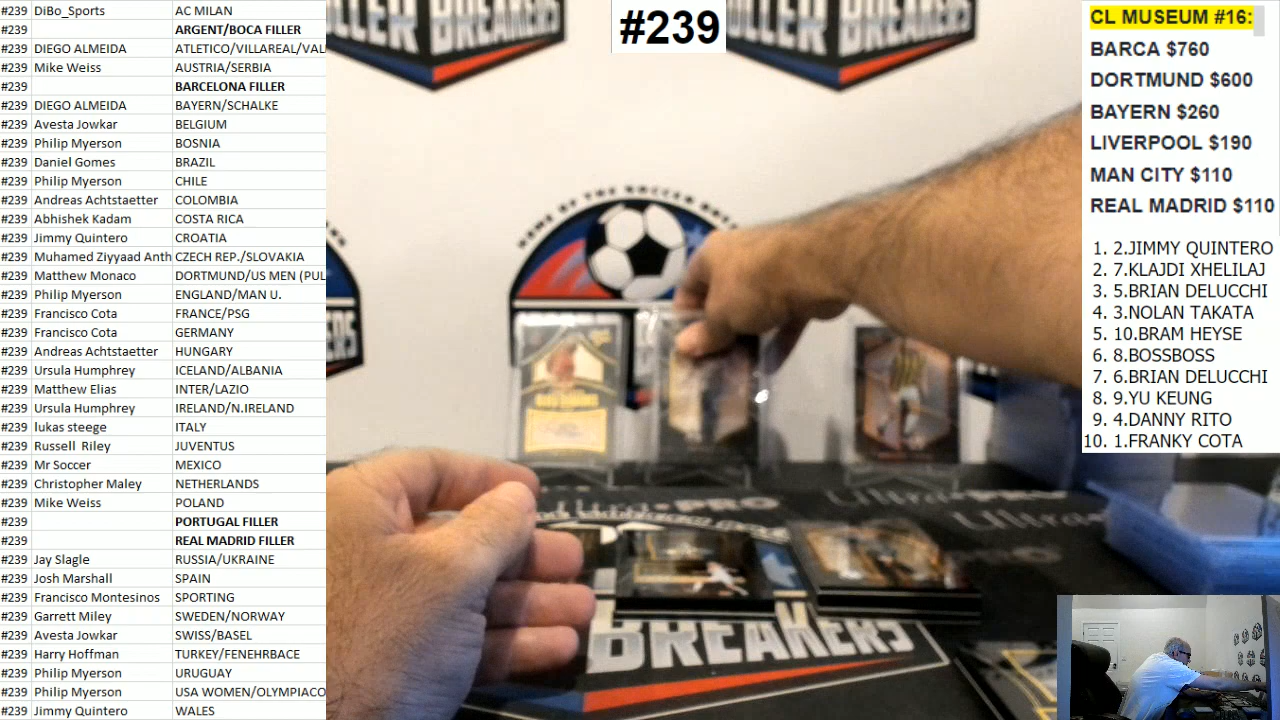 #239 DiBo_Sports AC MILAN
#239 ARGENT/BOCA FILLER
#239 DIEGO ALMEIDA ATLETICO/VILLAREAL/VAL
#239 Mike Weiss AUSTRIA/SERBIA
#239 BARCELONA FILLER
#239 DIEGO ALMEIDA BAYERN/SCHALKE
#239 Avesta Jowkar BELGIUM
#239 Philip Myerson BOSNIA
#239 Daniel Gomes BRAZIL
#239 Philip Myerson CHILE
#239 Andreas Achtstaetter COLOMBIA
#239 Abhishek Kadam COSTA RICA
#239 Jimmy Quintero CROATIA
#239 Muhamed Ziyyaad Anth CZECH REP./SLOVAKIA
#239 Matthew Monaco DORTMUND/US MEN (PUL
#239 Philip Myerson ENGLAND/MAN U.
#239 Francisco Cota FRANCE/PSG
#239 Francisco Cota GERMANY
#239 Andreas Achtstaetter HUNGARY
#239 Ursula Humphrey ICELAND/ALBANIA
#239 Matthew Elias INTER/LAZIO
#239 Ursula Humphrey IRELAND/N.IRELAND
#239 lukas steege ITALY
#239 Russell Riley JUVENTUS
#239 Mr Soccer MEXICO
#239 Christopher Maley NETHERLANDS
#239 Mike Weiss POLAND
#239 PORTUGAL FILLER
#239 REAL MADRID FILLER
#239 Jay Slagle RUSSIA/UKRAINE
#239 Josh Marshall SPAIN
#239 Francisco Montesinos SPORTING
#239 Garrett Miley SWEDEN/NORWAY
#239 Avesta Jowkar SWISS/BASEL
#239 Harry Hoffman TURKEY/FENEHRBACE
#239 Philip Myerson URUGUAY
#239 Philip Myerson USA WOMEN/OLYMPIACO
#239 Jimmy Quintero WALES
#239
BREAKERS
BREAKERS
HOME OF THE SOCCER
Ultra PRO
Ultra PRO
BREAKERS
CL MUSEUM #16:
BARCA $760
DORTMUND $600
BAYERN $260
LIVERPOOL $190
MAN CITY $110
REAL MADRID $110
1. 2.JIMMY QUINTERO
2. 7.KLAJDI XHELILAJ
3. 5.BRIAN DELUCCHI
4. 3.NOLAN TAKATA
5. 10.BRAM HEYSE
6. 8.BOSSBOSS
7. 6.BRIAN DELUCCHI
8. 9.YU KEUNG
9. 4.DANNY RITO
10. 1.FRANKY COTA